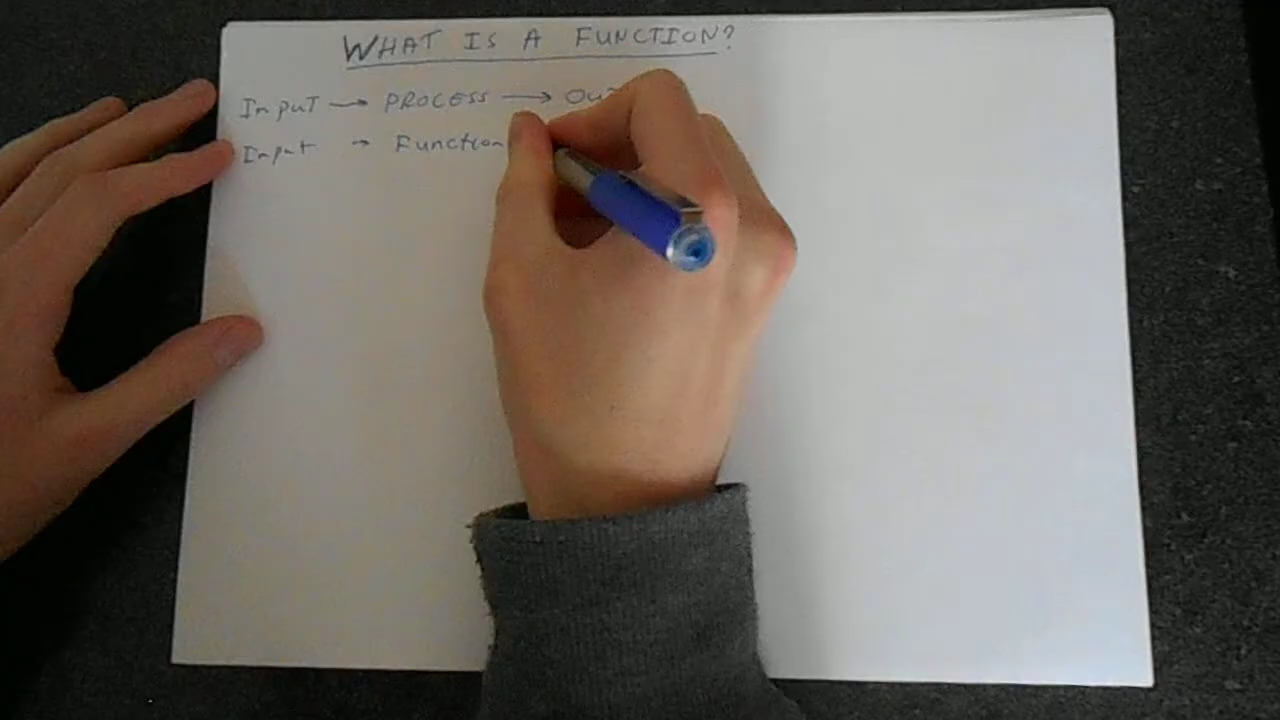 WHAT IS A FUNCTION?
Input → PROCESS →
Input → Function